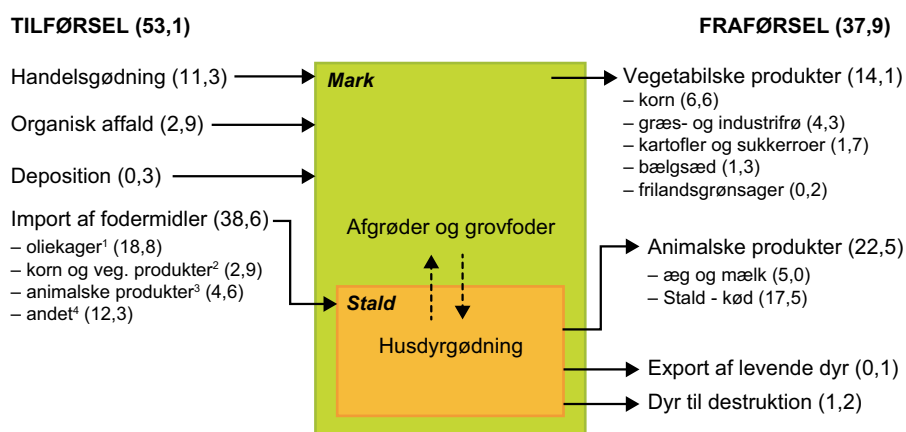 TILFØRSEL (53,1)
Handelsgødning (11,3)
Organisk affald (2,9)
Deposition (0,3)
Import af fodermidler (38,6)
– oliekager¹ (18,8)
– korn og veg. produkter² (2,9)
– animalske produkter³ (4,6)
– andet⁴ (12,3)
Mark
Afgrøder og grovfoder
Stald
Husdyrgødning
FRAFØRSEL (37,9)
Vegetabilske produkter (14,1)
– korn (6,6)
– græs- og industrifrø (4,3)
– kartofler og sukkerroer (1,7)
– bælgsæd (1,3)
– frilandsgrønsager (0,2)
Animalske produkter (22,5)
– æg og mælk (5,0)
– Stald - kød (17,5)
Export af levende dyr (0,1)
Dyr til destruktion (1,2)